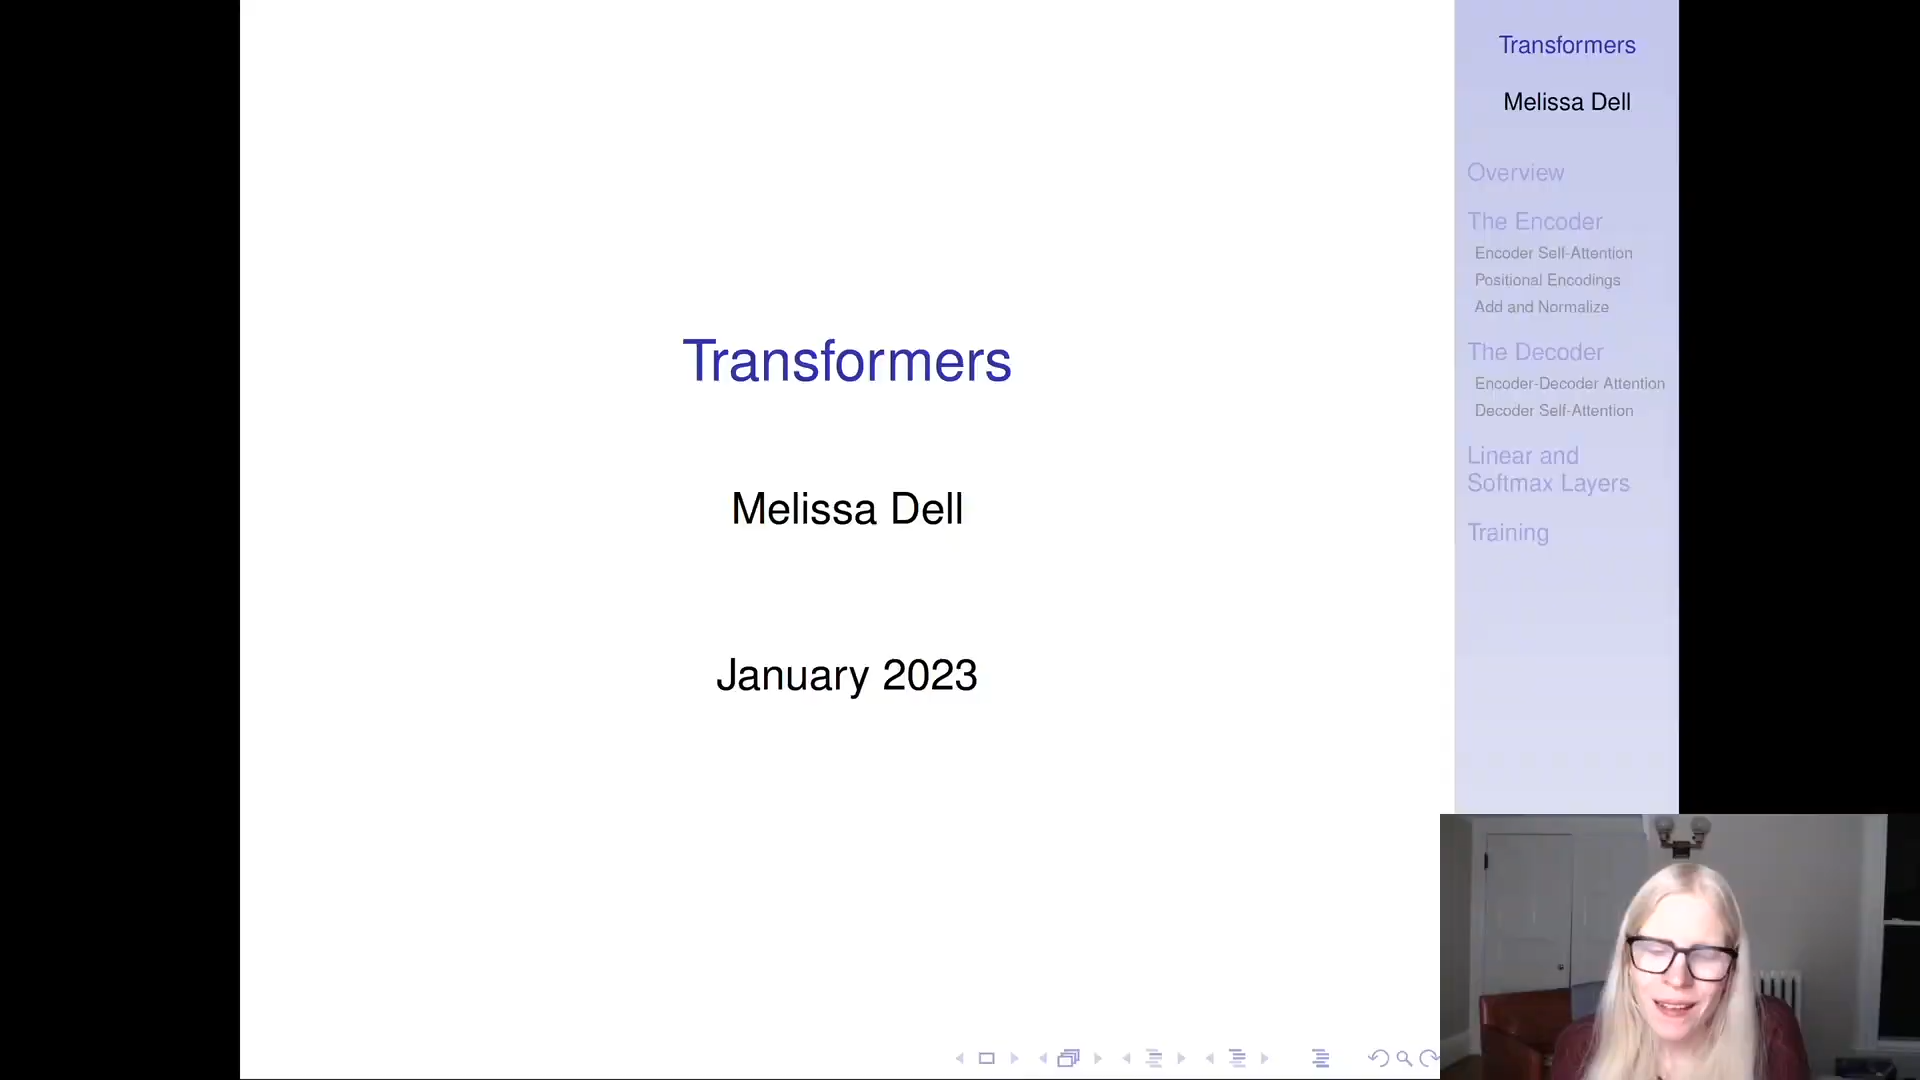 Transformers
Melissa Dell
January 2023
Transformers
Melissa Dell
Overview
The Encoder
Encoder Self-Attention
Positional Encodings
Add and Normalize
The Decoder
Encoder-Decoder Attention
Decoder Self-Attention
Linear and
Softmax Layers
Training